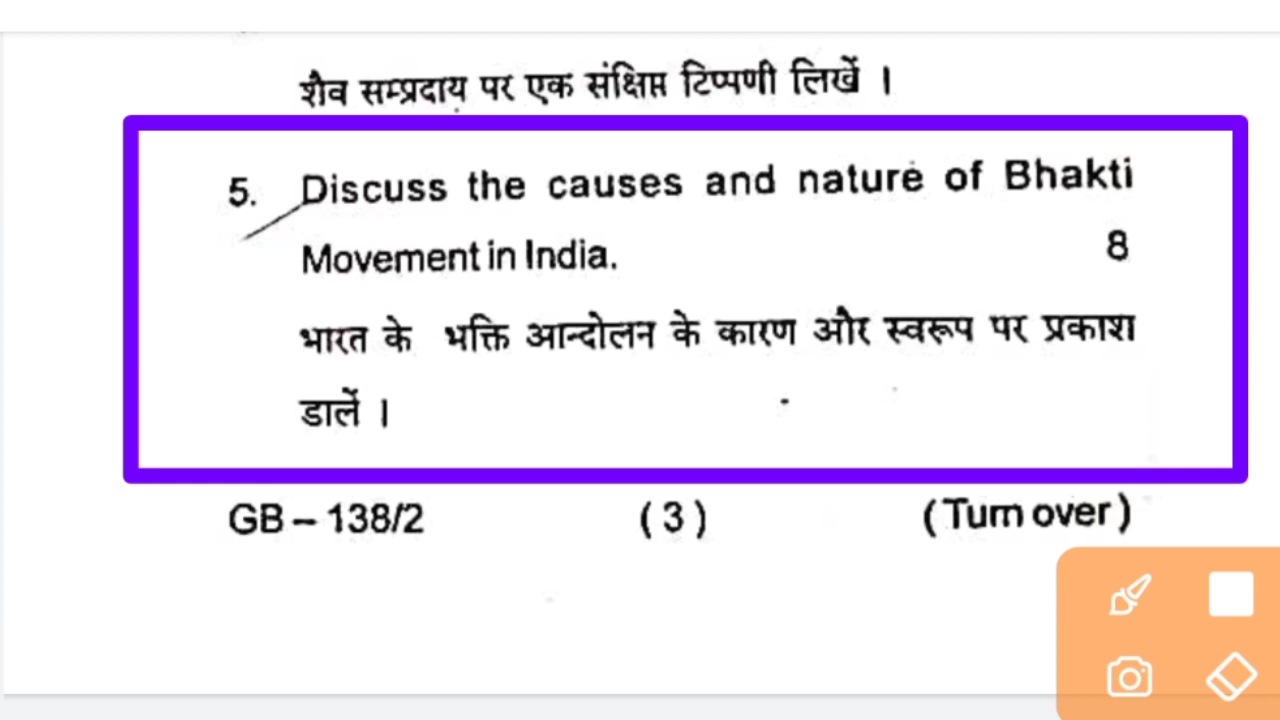 शैव सम्प्रदाय पर एक संक्षिप्त टिप्पणी लिखें ।
5. Discuss the causes and nature of Bhakti
Movement in India. 8
भारत के भक्ति आन्दोलन के कारण और स्वरूप पर प्रकाश
डालें ।
GB – 138/2 (3) (Turn over)